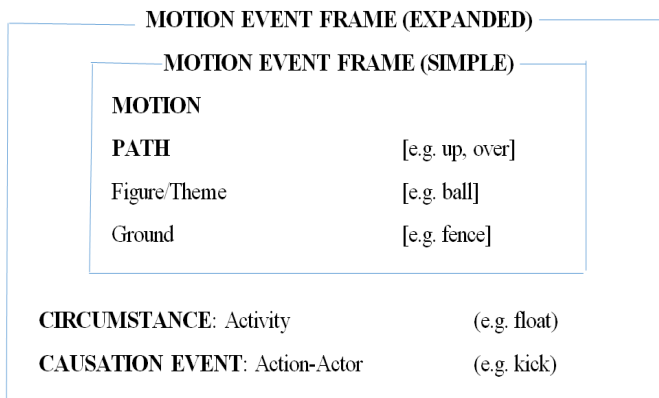 MOTION EVENT FRAME (EXPANDED)
MOTION EVENT FRAME (SIMPLE)
MOTION
PATH [e.g. up, over]
Figure/Theme [e.g. ball]
Ground [e.g. fence]
CIRCUMSTANCE: Activity (e.g. float)
CAUSATION EVENT: Action-Actor (e.g. kick)